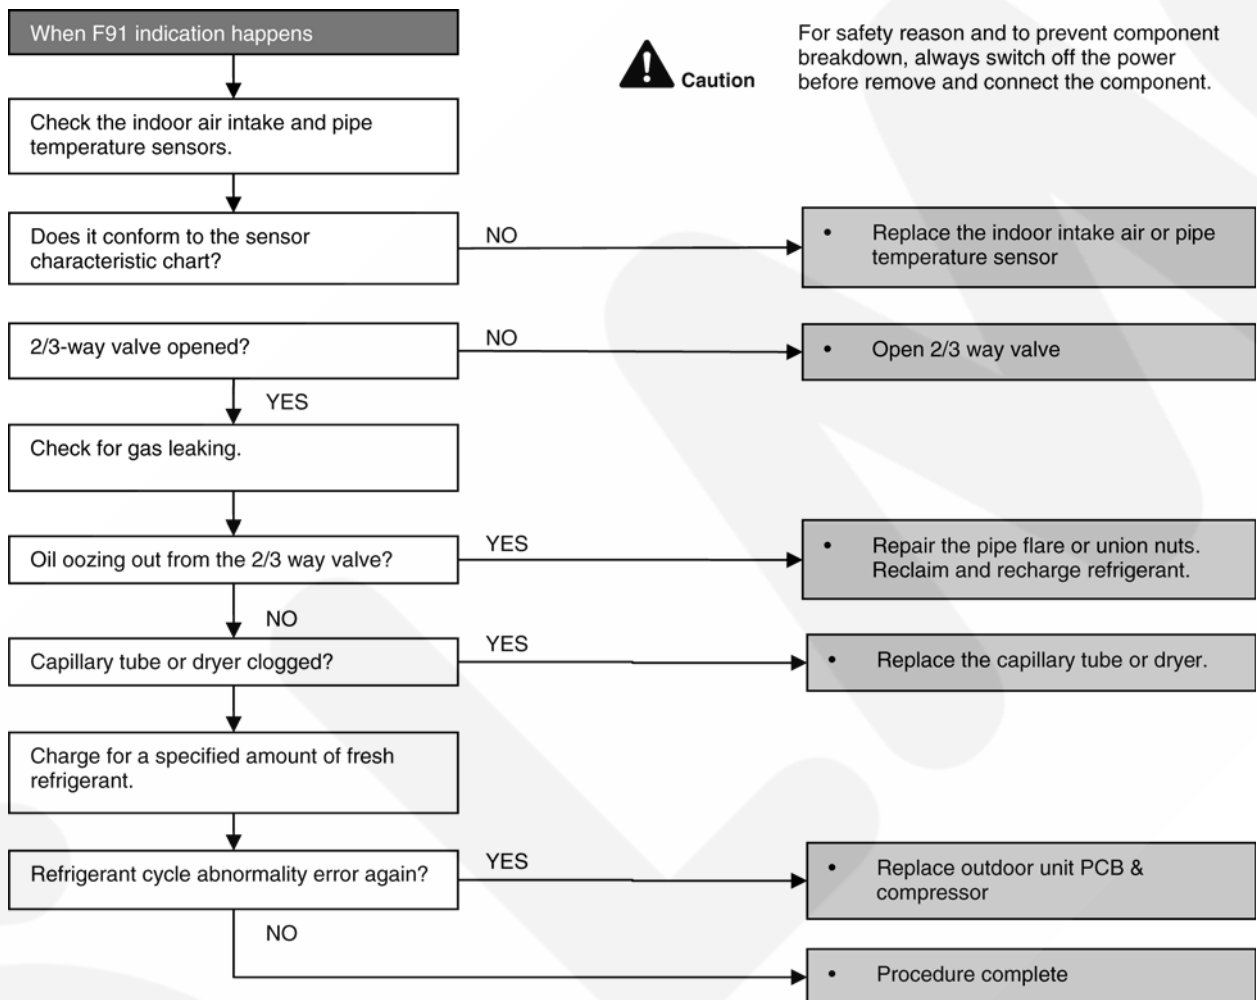 When F91 indication happens
Caution
For safety reason and to prevent component
breakdown, always switch off the power
before remove and connect the component.
Check the indoor air intake and pipe
temperature sensors.
Does it conform to the sensor
characteristic chart?
NO
• Replace the indoor intake air or pipe
temperature sensor
2/3-way valve opened?
NO
• Open 2/3 way valve
YES
Check for gas leaking.
Oil oozing out from the 2/3 way valve?
YES
• Repair the pipe flare or union nuts.
Reclaim and recharge refrigerant.
NO
Capillary tube or dryer clogged?
YES
• Replace the capillary tube or dryer.
Charge for a specified amount of fresh
refrigerant.
Refrigerant cycle abnormality error again?
YES
• Replace outdoor unit PCB &
compressor
NO
• Procedure complete